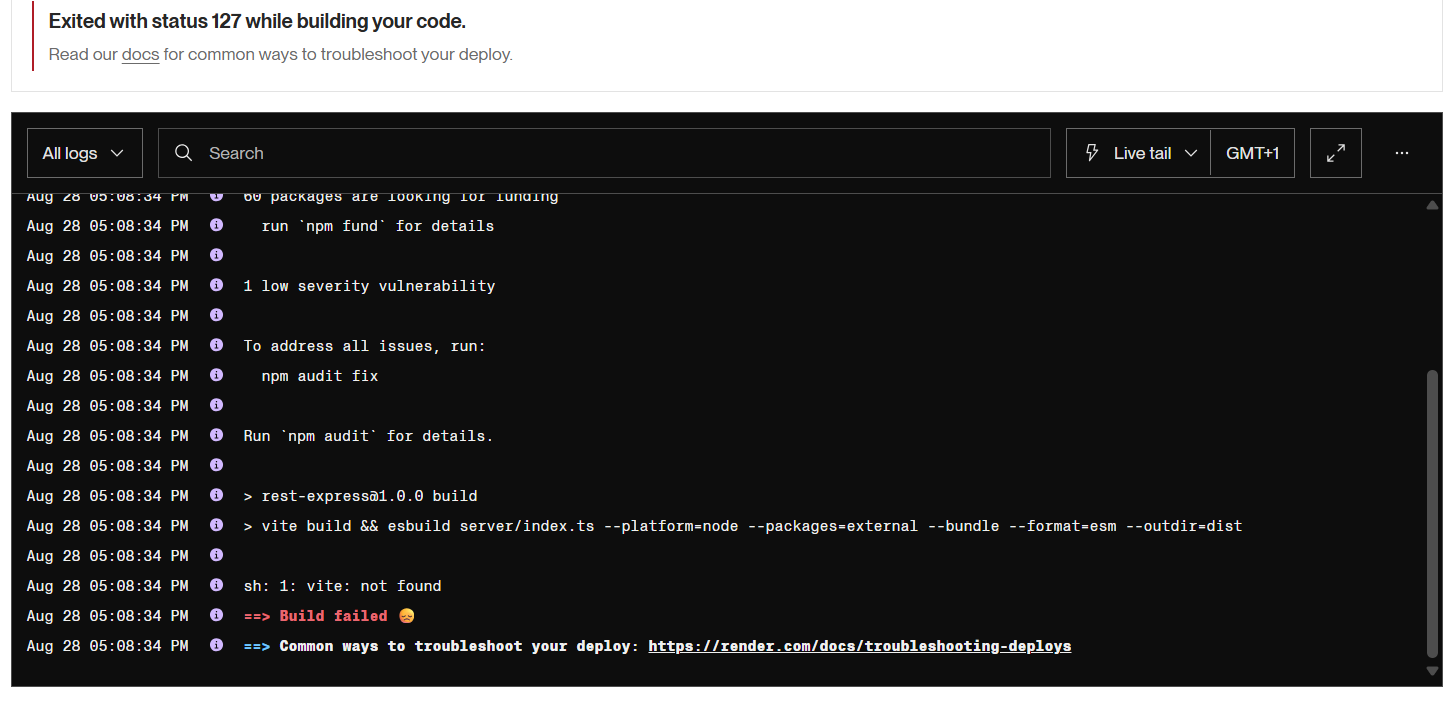 Exited with status 127 while building your code.
Read our docs for common ways to troubleshoot your deploy.
All logs
Search
Live tail
GMT+1
Aug 28 05:08:34 PM 60 packages are looking for funding
Aug 28 05:08:34 PM run `npm fund` for details
Aug 28 05:08:34 PM
Aug 28 05:08:34 PM 1 low severity vulnerability
Aug 28 05:08:34 PM
Aug 28 05:08:34 PM To address all issues, run:
Aug 28 05:08:34 PM npm audit fix
Aug 28 05:08:34 PM
Aug 28 05:08:34 PM Run `npm audit` for details.
Aug 28 05:08:34 PM
Aug 28 05:08:34 PM > rest-express@1.0.0 build
Aug 28 05:08:34 PM > vite build && esbuild server/index.ts --platform=node --packages=external --bundle --format=esm --outdir=dist
Aug 28 05:08:34 PM
Aug 28 05:08:34 PM sh: 1: vite: not found
Aug 28 05:08:34 PM ==> Build failed 😞
Aug 28 05:08:34 PM ==> Common ways to troubleshoot your deploy: https://render.com/docs/troubleshooting-deploys